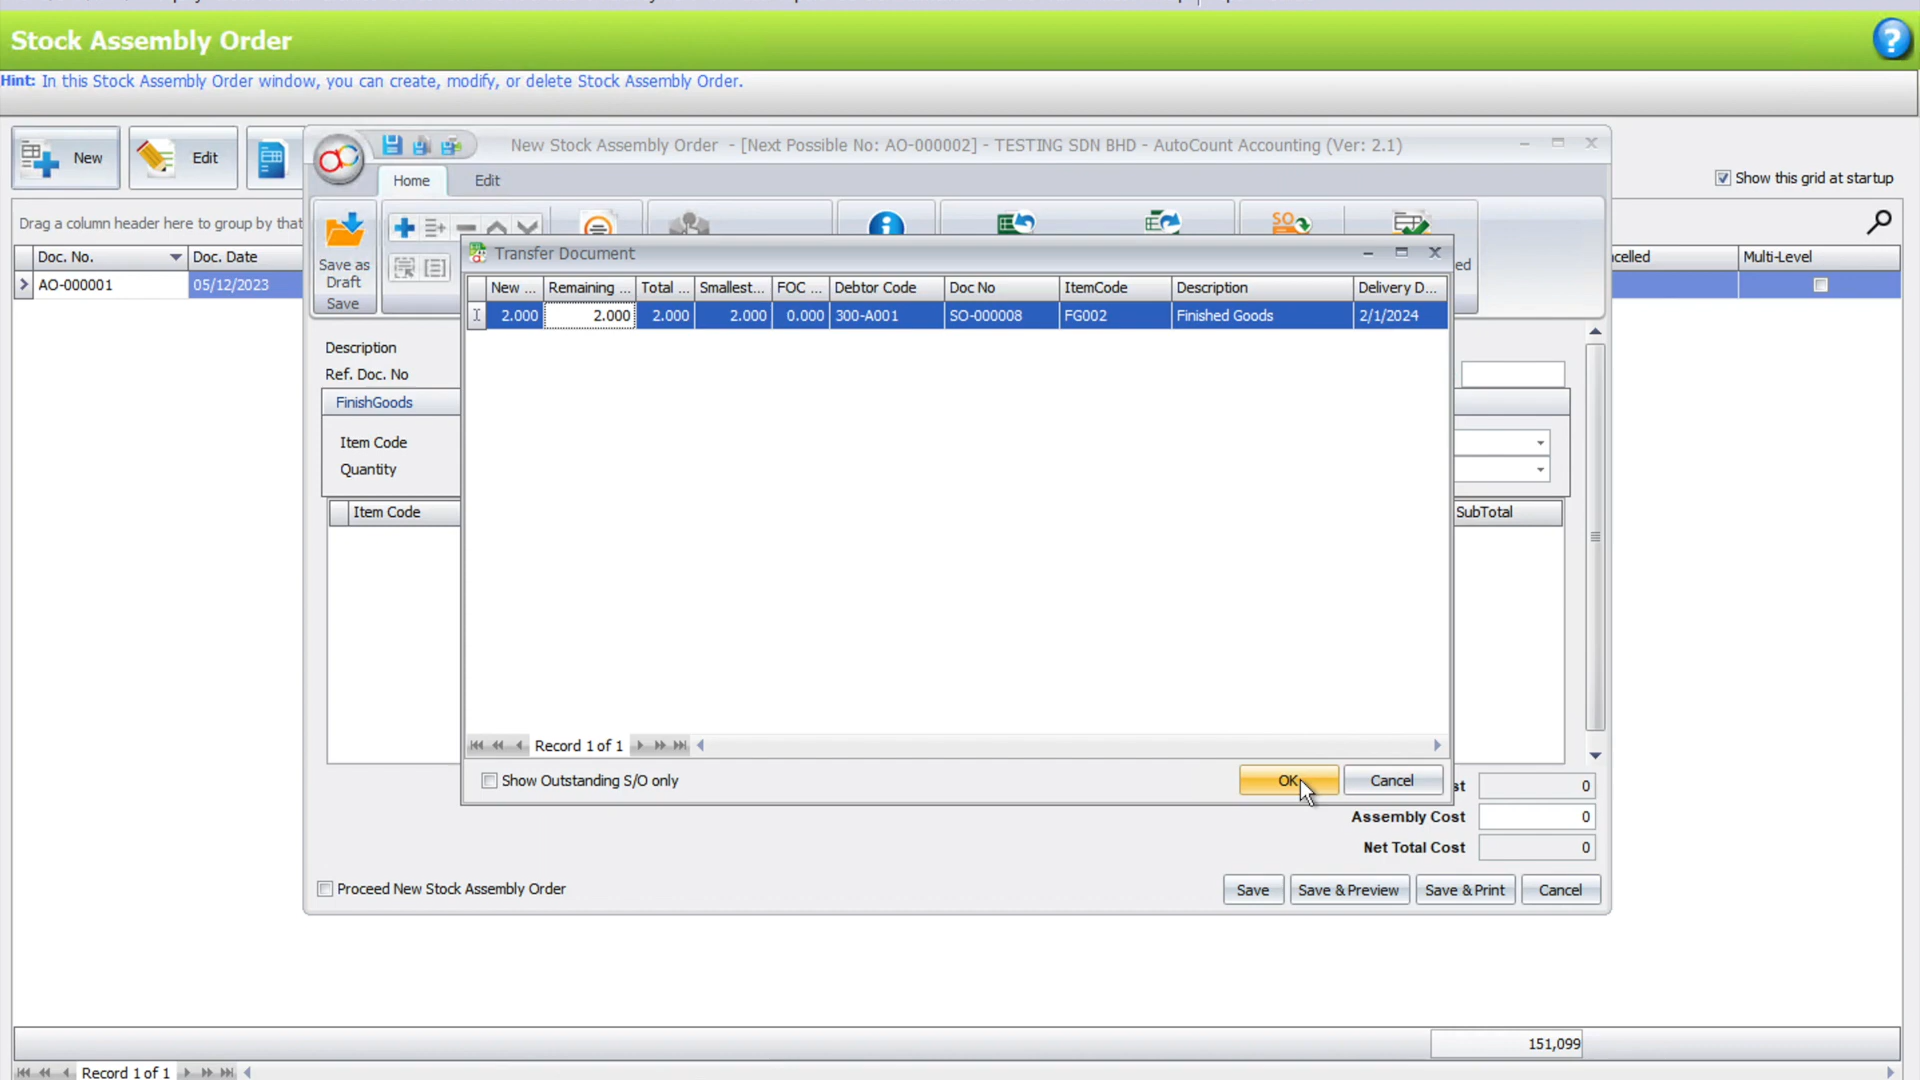 Stock Assembly Order
Hint: In this Stock Assembly Order window, you can create, modify, or delete Stock Assembly Order.
New
Edit
Show this grid at startup
Drag a column header here to group by that
Doc. No.
Doc. Date
ncelled
Multi-Level
AO-000001
05/12/2023
New Stock Assembly Order - [Next Possible No: AO-000002] - TESTING SDN BHD - AutoCount Accounting (Ver: 2.1)
Home
Edit
Save as
Draft
Save
SO
ed
Description
Ref. Doc. No
FinishGoods
Item Code
Quantity
Item Code
SubTotal
Transfer Document
New ...
Remaining ...
Total ...
Smallest...
FOC ...
Debtor Code
Doc No
ItemCode
Description
Delivery D...
2.000
2.000
2.000
2.000
0.000
300-A001
SO-000008
FG002
Finished Goods
2/1/2024
Record 1 of 1
Show Outstanding S/O only
OK
Cancel
st
0
Assembly Cost
0
Net Total Cost
0
Proceed New Stock Assembly Order
Save
Save & Preview
Save & Print
Cancel
151,099
Record 1 of 1